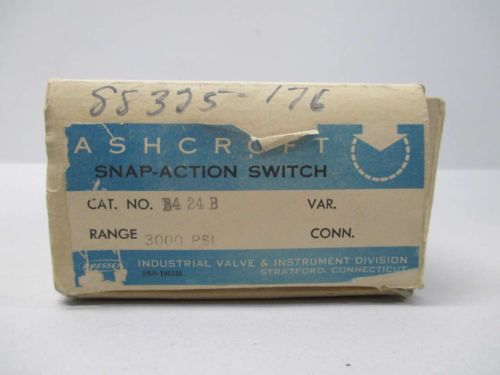 88325-176
ASHCROFT
SNAP-ACTION SWITCH
CAT. NO. B4 24 B VAR.
RANGE 3000 PSI CONN.
DRESSER INDUSTRIAL VALVE & INSTRUMENT DIVISION
STRATFORD, CONNECTICUT